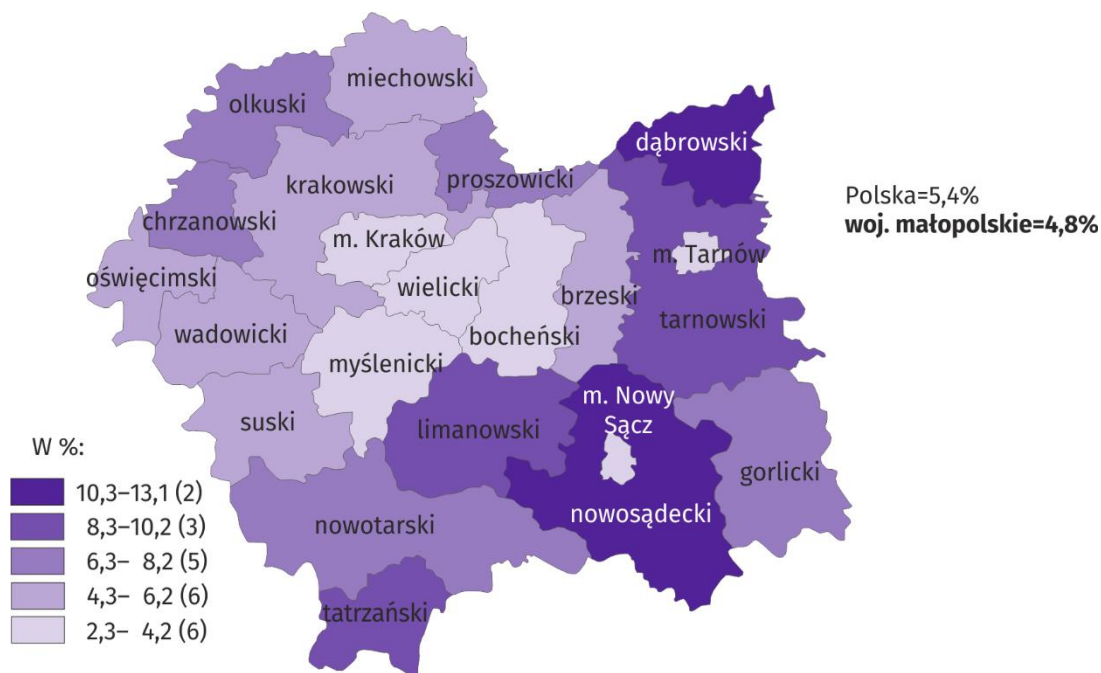 miechowski
olkuski
dąbrowski
proszowicki
krakowski
Polska=5,4%
woj. małopolskie=4,8%
chrzanowski
m. Kraków
m. Tarnów
oświęcimski
wielicki
brzeski
tarnowski
wadowicki
bocheński
myślenicki
m. Nowy
Sącz
suski
limanowski
gorlicki
nowosądecki
nowotarski
tatrzański
W %:
10,3–13,1 (2)
8,3–10,2 (3)
6,3– 8,2 (5)
4,3– 6,2 (6)
2,3– 4,2 (6)